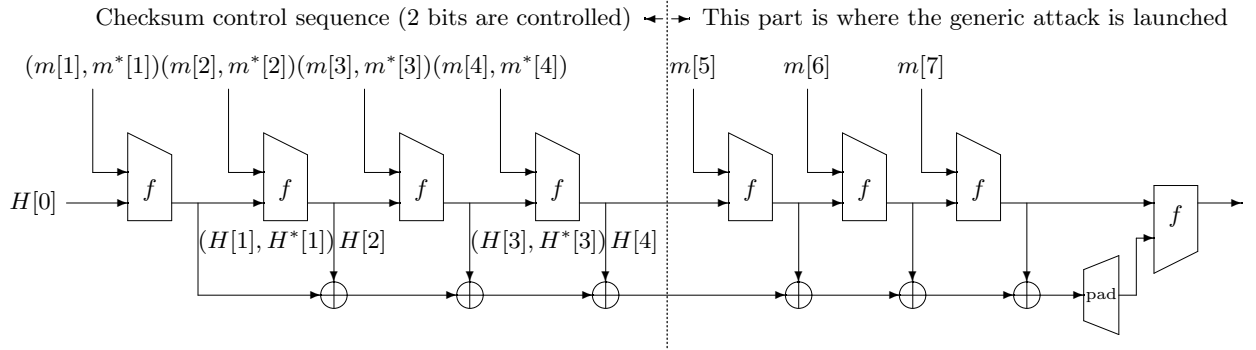 Checksum control sequence (2 bits are controlled) This part is where the generic attack is launched
(m[1], m*[1])(m[2], m*[2])(m[3], m*[3])(m[4], m*[4]) m[5] m[6] m[7]
f f f f f f f f
H[0]
(H[1], H*[1]) H[2] (H[3], H*[3]) H[4]
pad